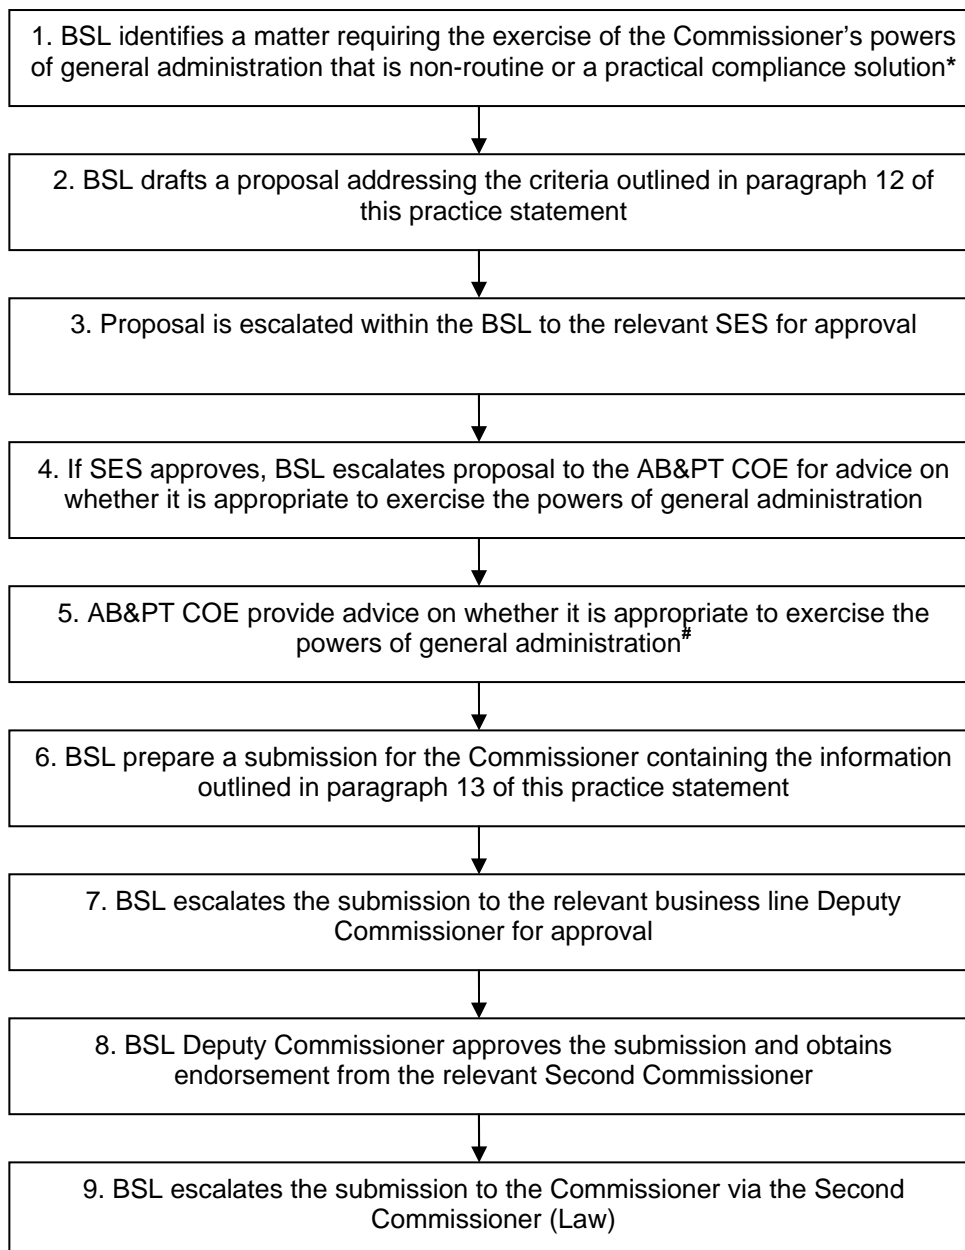 1. BSL identifies a matter requiring the exercise of the Commissioner’s powers
of general administration that is non-routine or a practical compliance solution*
2. BSL drafts a proposal addressing the criteria outlined in paragraph 12 of
this practice statement
3. Proposal is escalated within the BSL to the relevant SES for approval
4. If SES approves, BSL escalates proposal to the AB&PT COE for advice on
whether it is appropriate to exercise the powers of general administration
5. AB&PT COE provide advice on whether it is appropriate to exercise the
powers of general administration#
6. BSL prepare a submission for the Commissioner containing the information
outlined in paragraph 13 of this practice statement
7. BSL escalates the submission to the relevant business line Deputy
Commissioner for approval
8. BSL Deputy Commissioner approves the submission and obtains
endorsement from the relevant Second Commissioner
9. BSL escalates the submission to the Commissioner via the Second
Commissioner (Law)